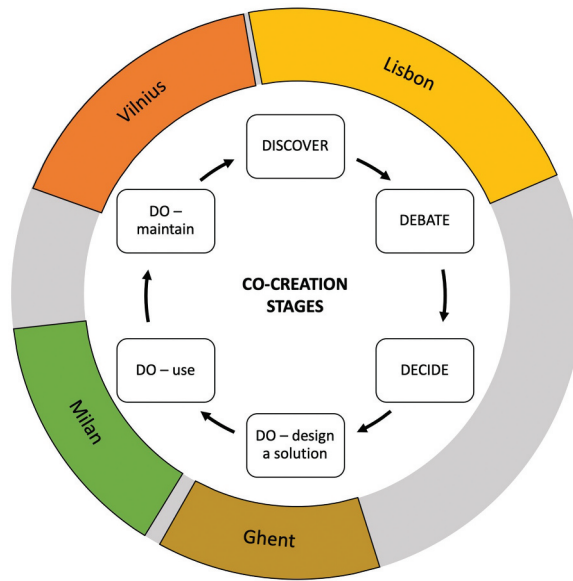 Vilnius
Lisbon
DISCOVER
DO –
maintain
DEBATE
CO-CREATION
STAGES
DO – use
DECIDE
DO – design
a solution
Milan
Ghent